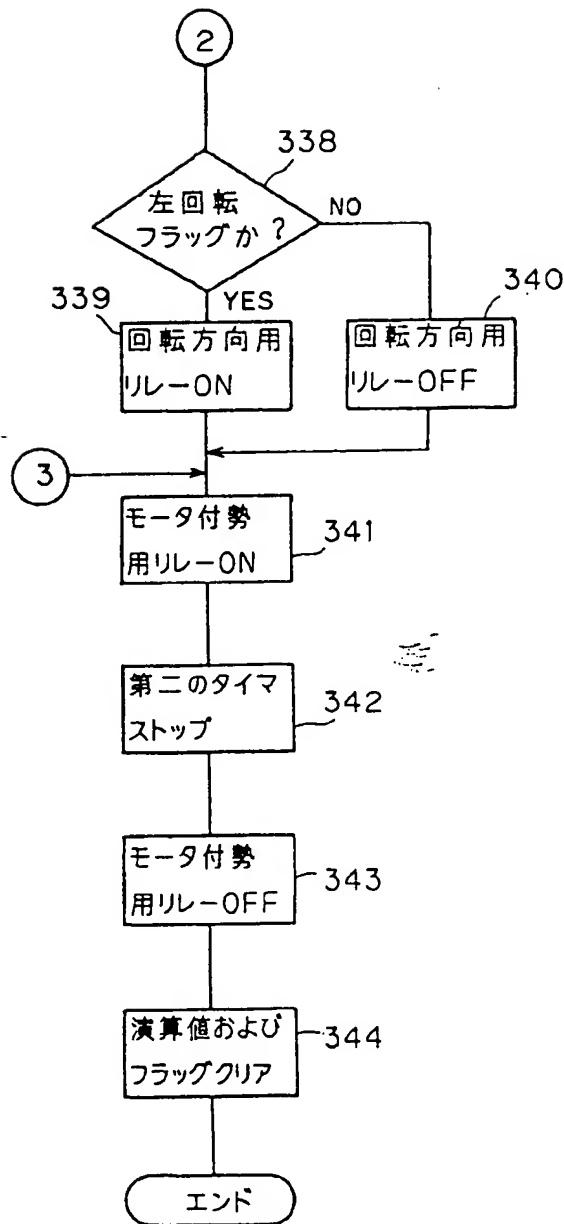 2
338
左回転
フラッグか?
NO
YES
339
340
回転方向用
リレーON
回転方向用
リレーOFF
3
モータ付勢
用リレーON
341
第二のタイマ
ストップ
342
モータ付勢
用リレーOFF
343
演算値および
フラッグクリア
344
エンド